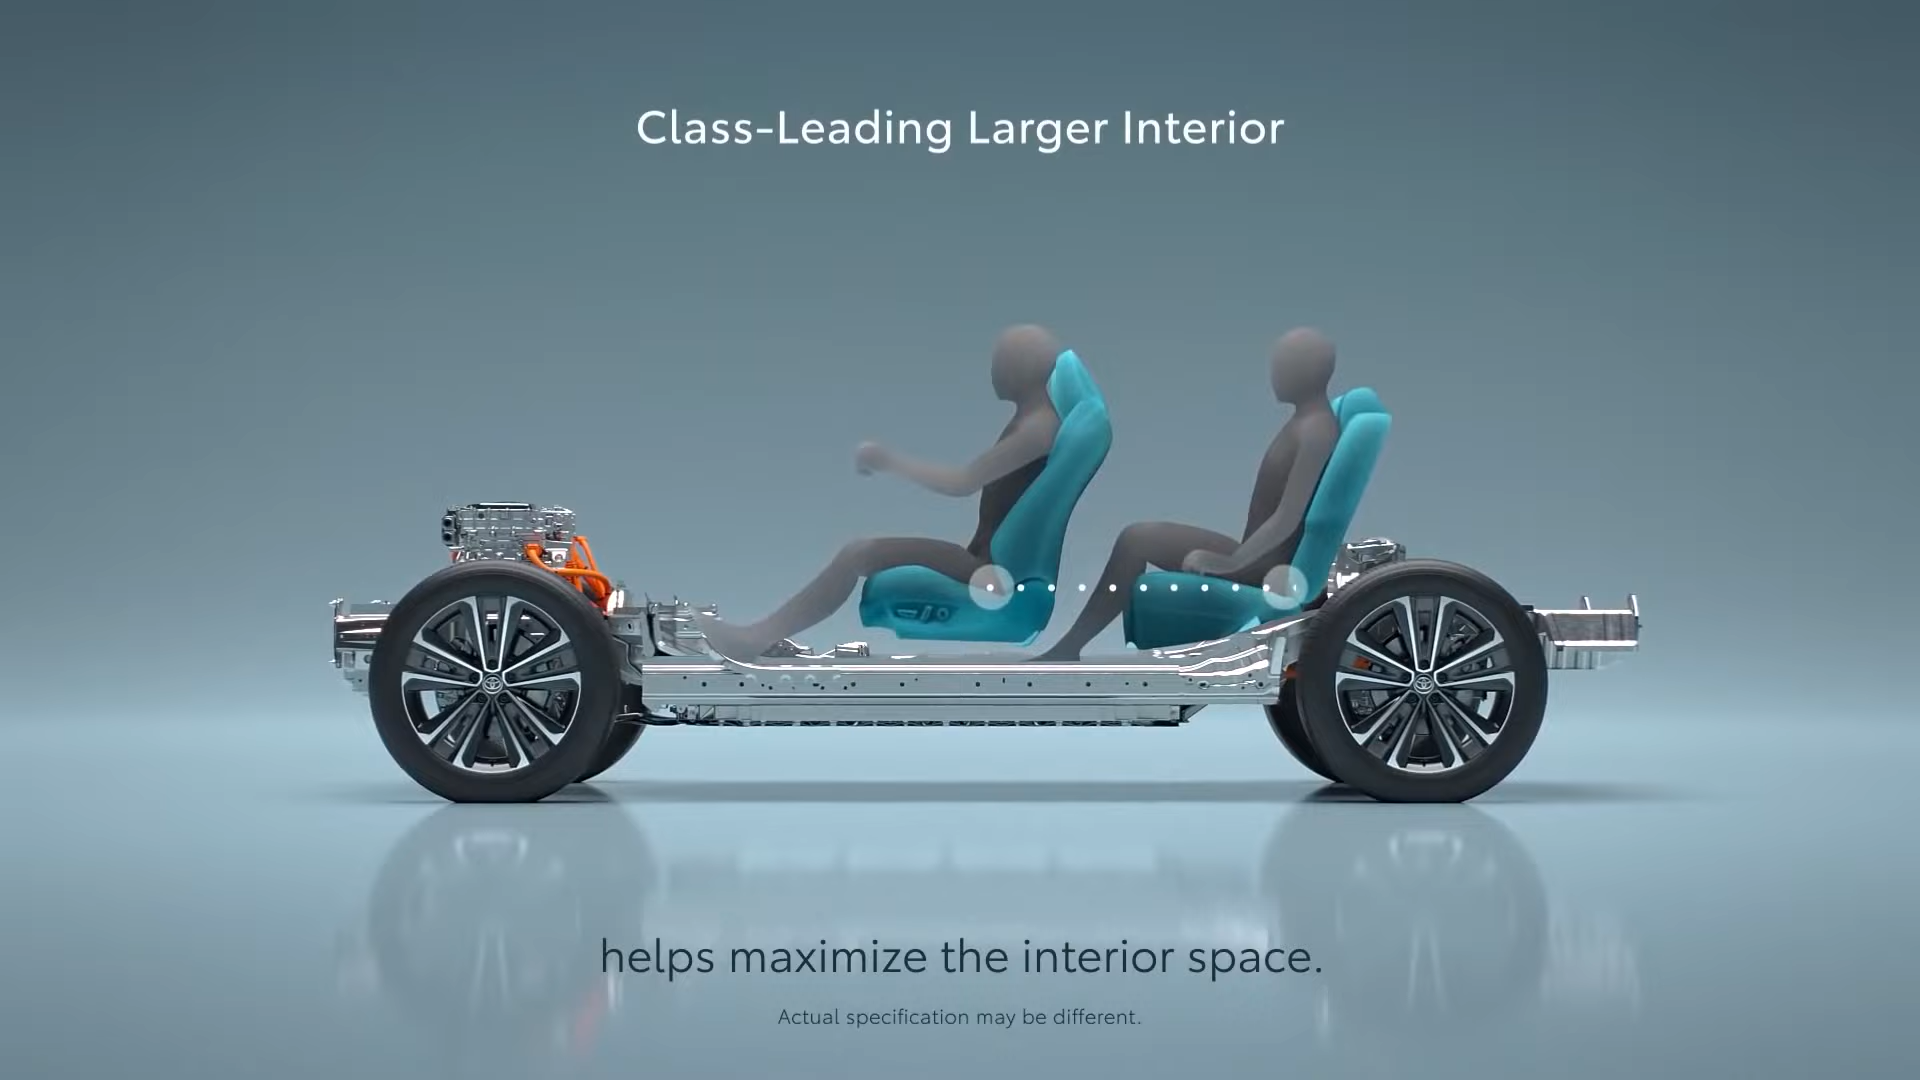 Class-Leading Larger Interior
helps maximize the interior space.
Actual specification may be different.